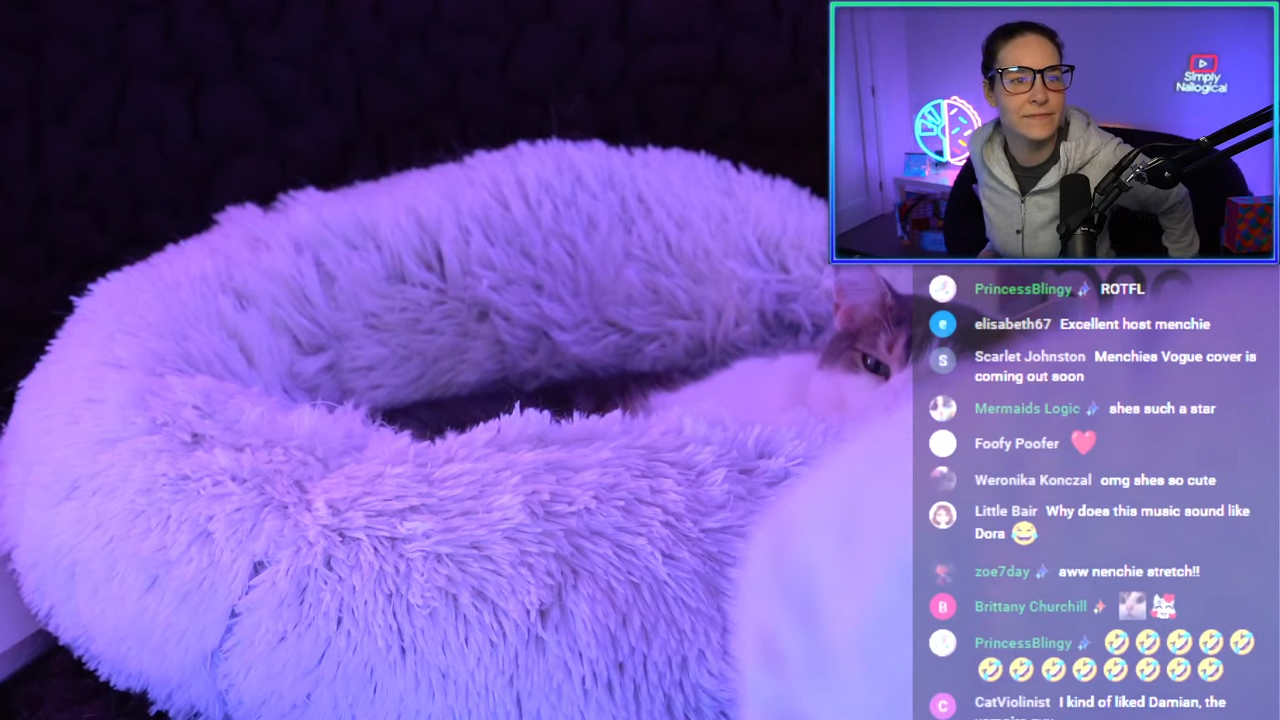 Simply
Nailogical
PrincessBlingy ROTFL
elisabeth67 Excellent host menchie
S Scarlet Johnston Menchies Vogue cover is
coming out soon
Mermaids Logic shes such a star
Foofy Poofer
Weronika Konczal omg shes so cute
Little Bair Why does this music sound like
Dora
zoe7day aww nenchie stretch!!
B Brittany Churchill
PrincessBlingy
C CatViolinist I kind of liked Damian, the